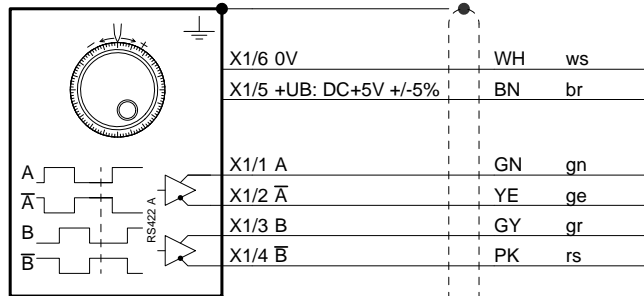 - +
X1/6 0V WH ws
X1/5 +UB: DC+5V +/-5% BN br
A X1/1 A GN gn
A̅ X1/2 A̅ YE ge
B X1/3 B GY gr
B̅ X1/4 B̅ PK rs
RS422 A